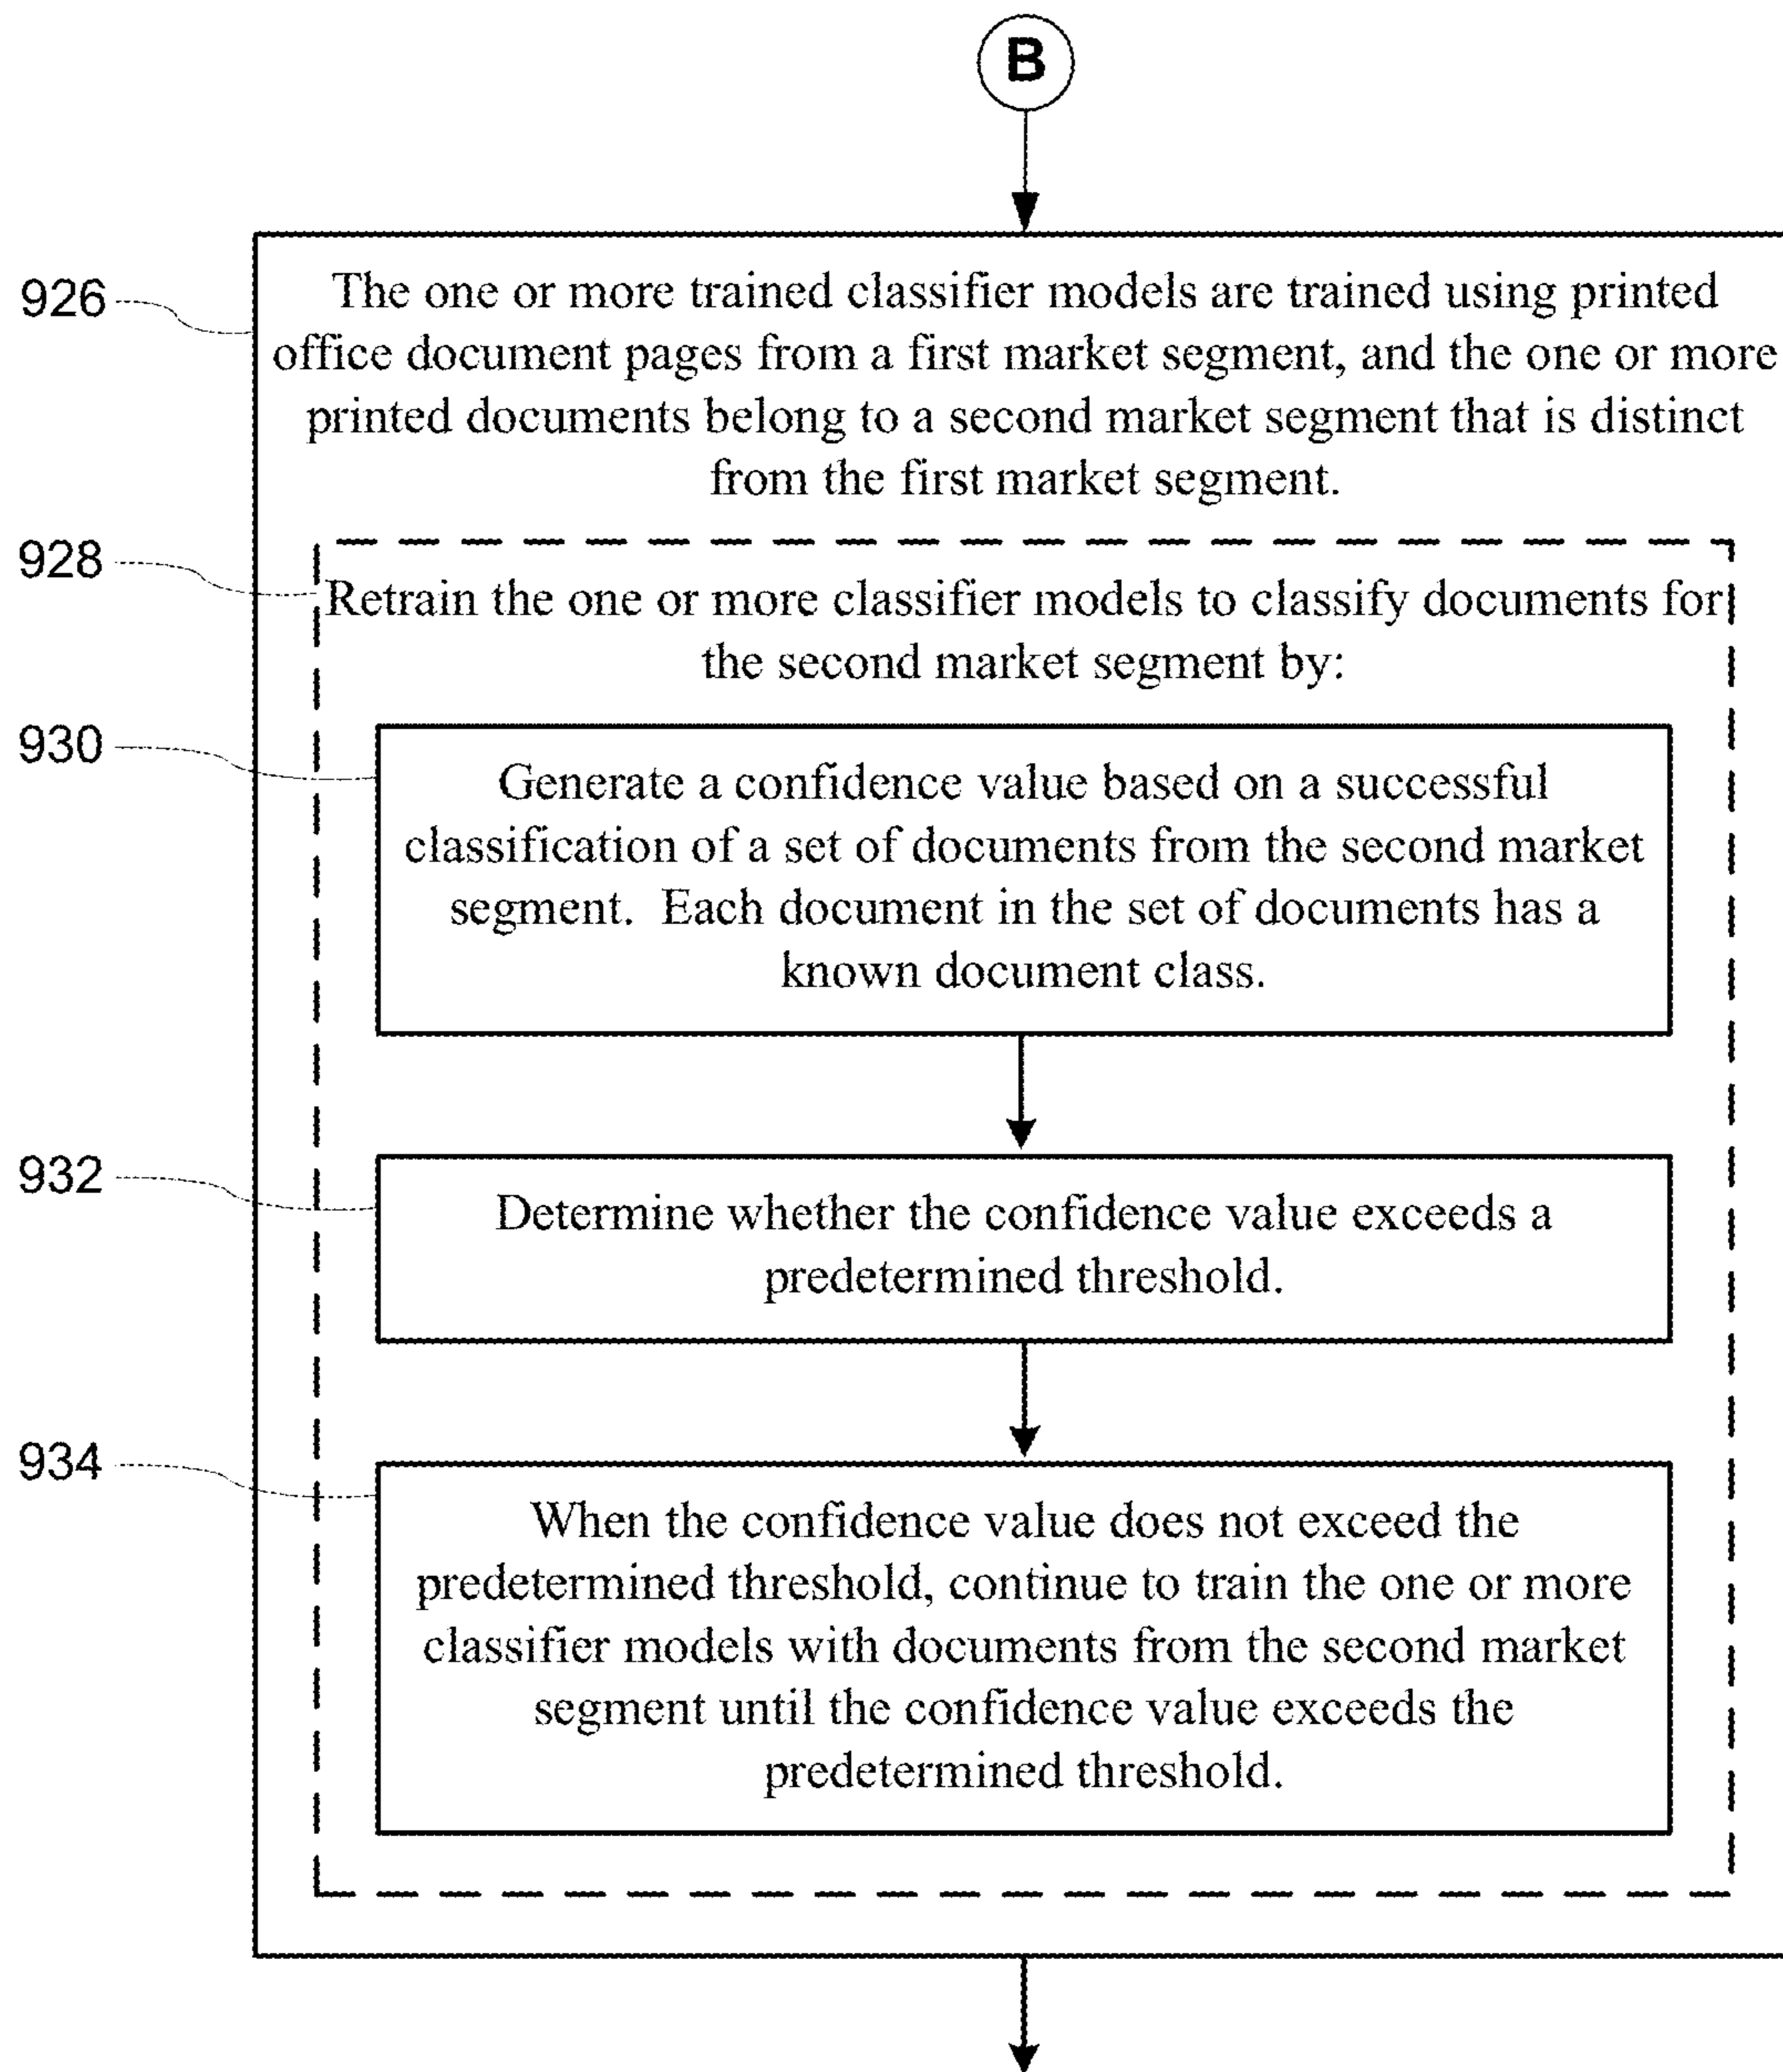 B
926
The one or more trained classifier models are trained using printed
office document pages from a first market segment, and the one or more
printed documents belong to a second market segment that is distinct
from the first market segment.
928
Retrain the one or more classifier models to classify documents for
the second market segment by:
930
Generate a confidence value based on a successful
classification of a set of documents from the second market
segment.  Each document in the set of documents has a
known document class.
932
Determine whether the confidence value exceeds a
predetermined threshold.
934
When the confidence value does not exceed the
predetermined threshold, continue to train the one or more
classifier models with documents from the second market
segment until the confidence value exceeds the
predetermined threshold.